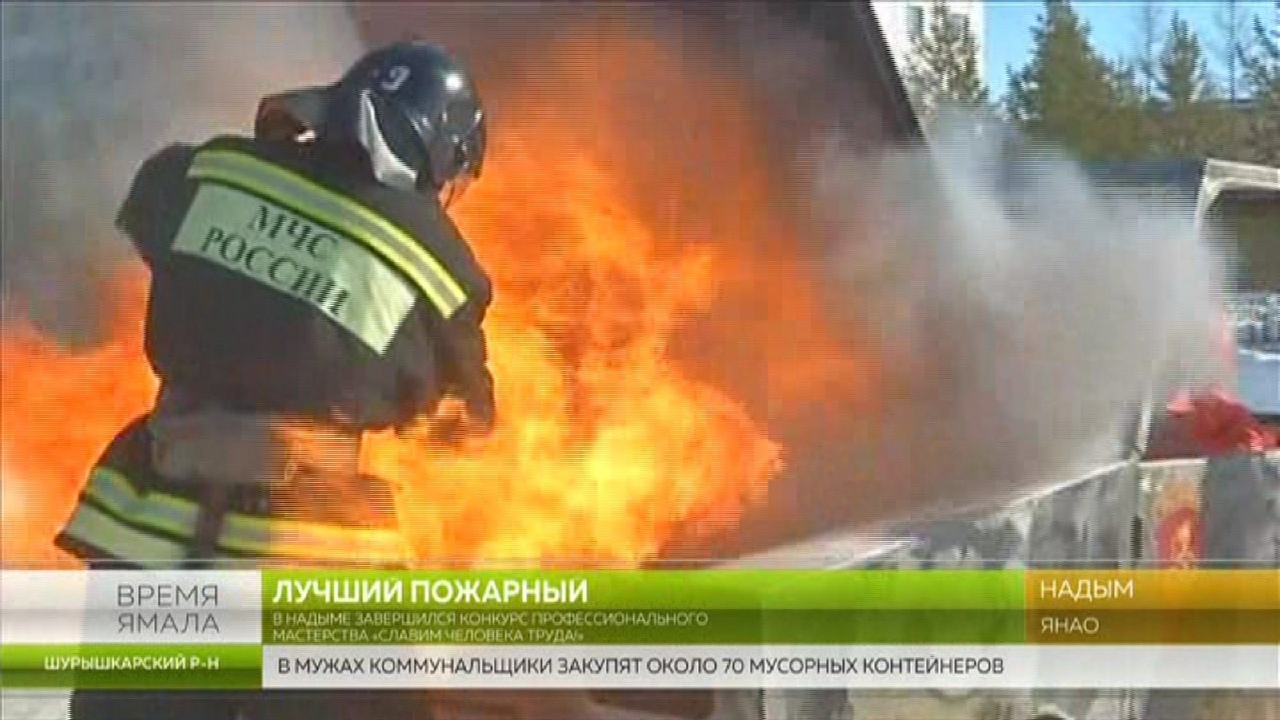 9
МЧС
РОССИИ
ВРЕМЯ
ЯМАЛА
ЛУЧШИЙ ПОЖАРНЫЙ
В НАДЫМЕ ЗАВЕРШИЛСЯ КОНКУРС ПРОФЕССИОНАЛЬНОГО
МАСТЕРСТВА «СЛАВИМ ЧЕЛОВЕКА ТРУДА!»
НАДЫМ
ЯНАО
ШУРЫШКАРСКИЙ Р-Н
В МУЖАХ КОММУНАЛЬЩИКИ ЗАКУПЯТ ОКОЛО 70 МУСОРНЫХ КОНТЕЙНЕРОВ